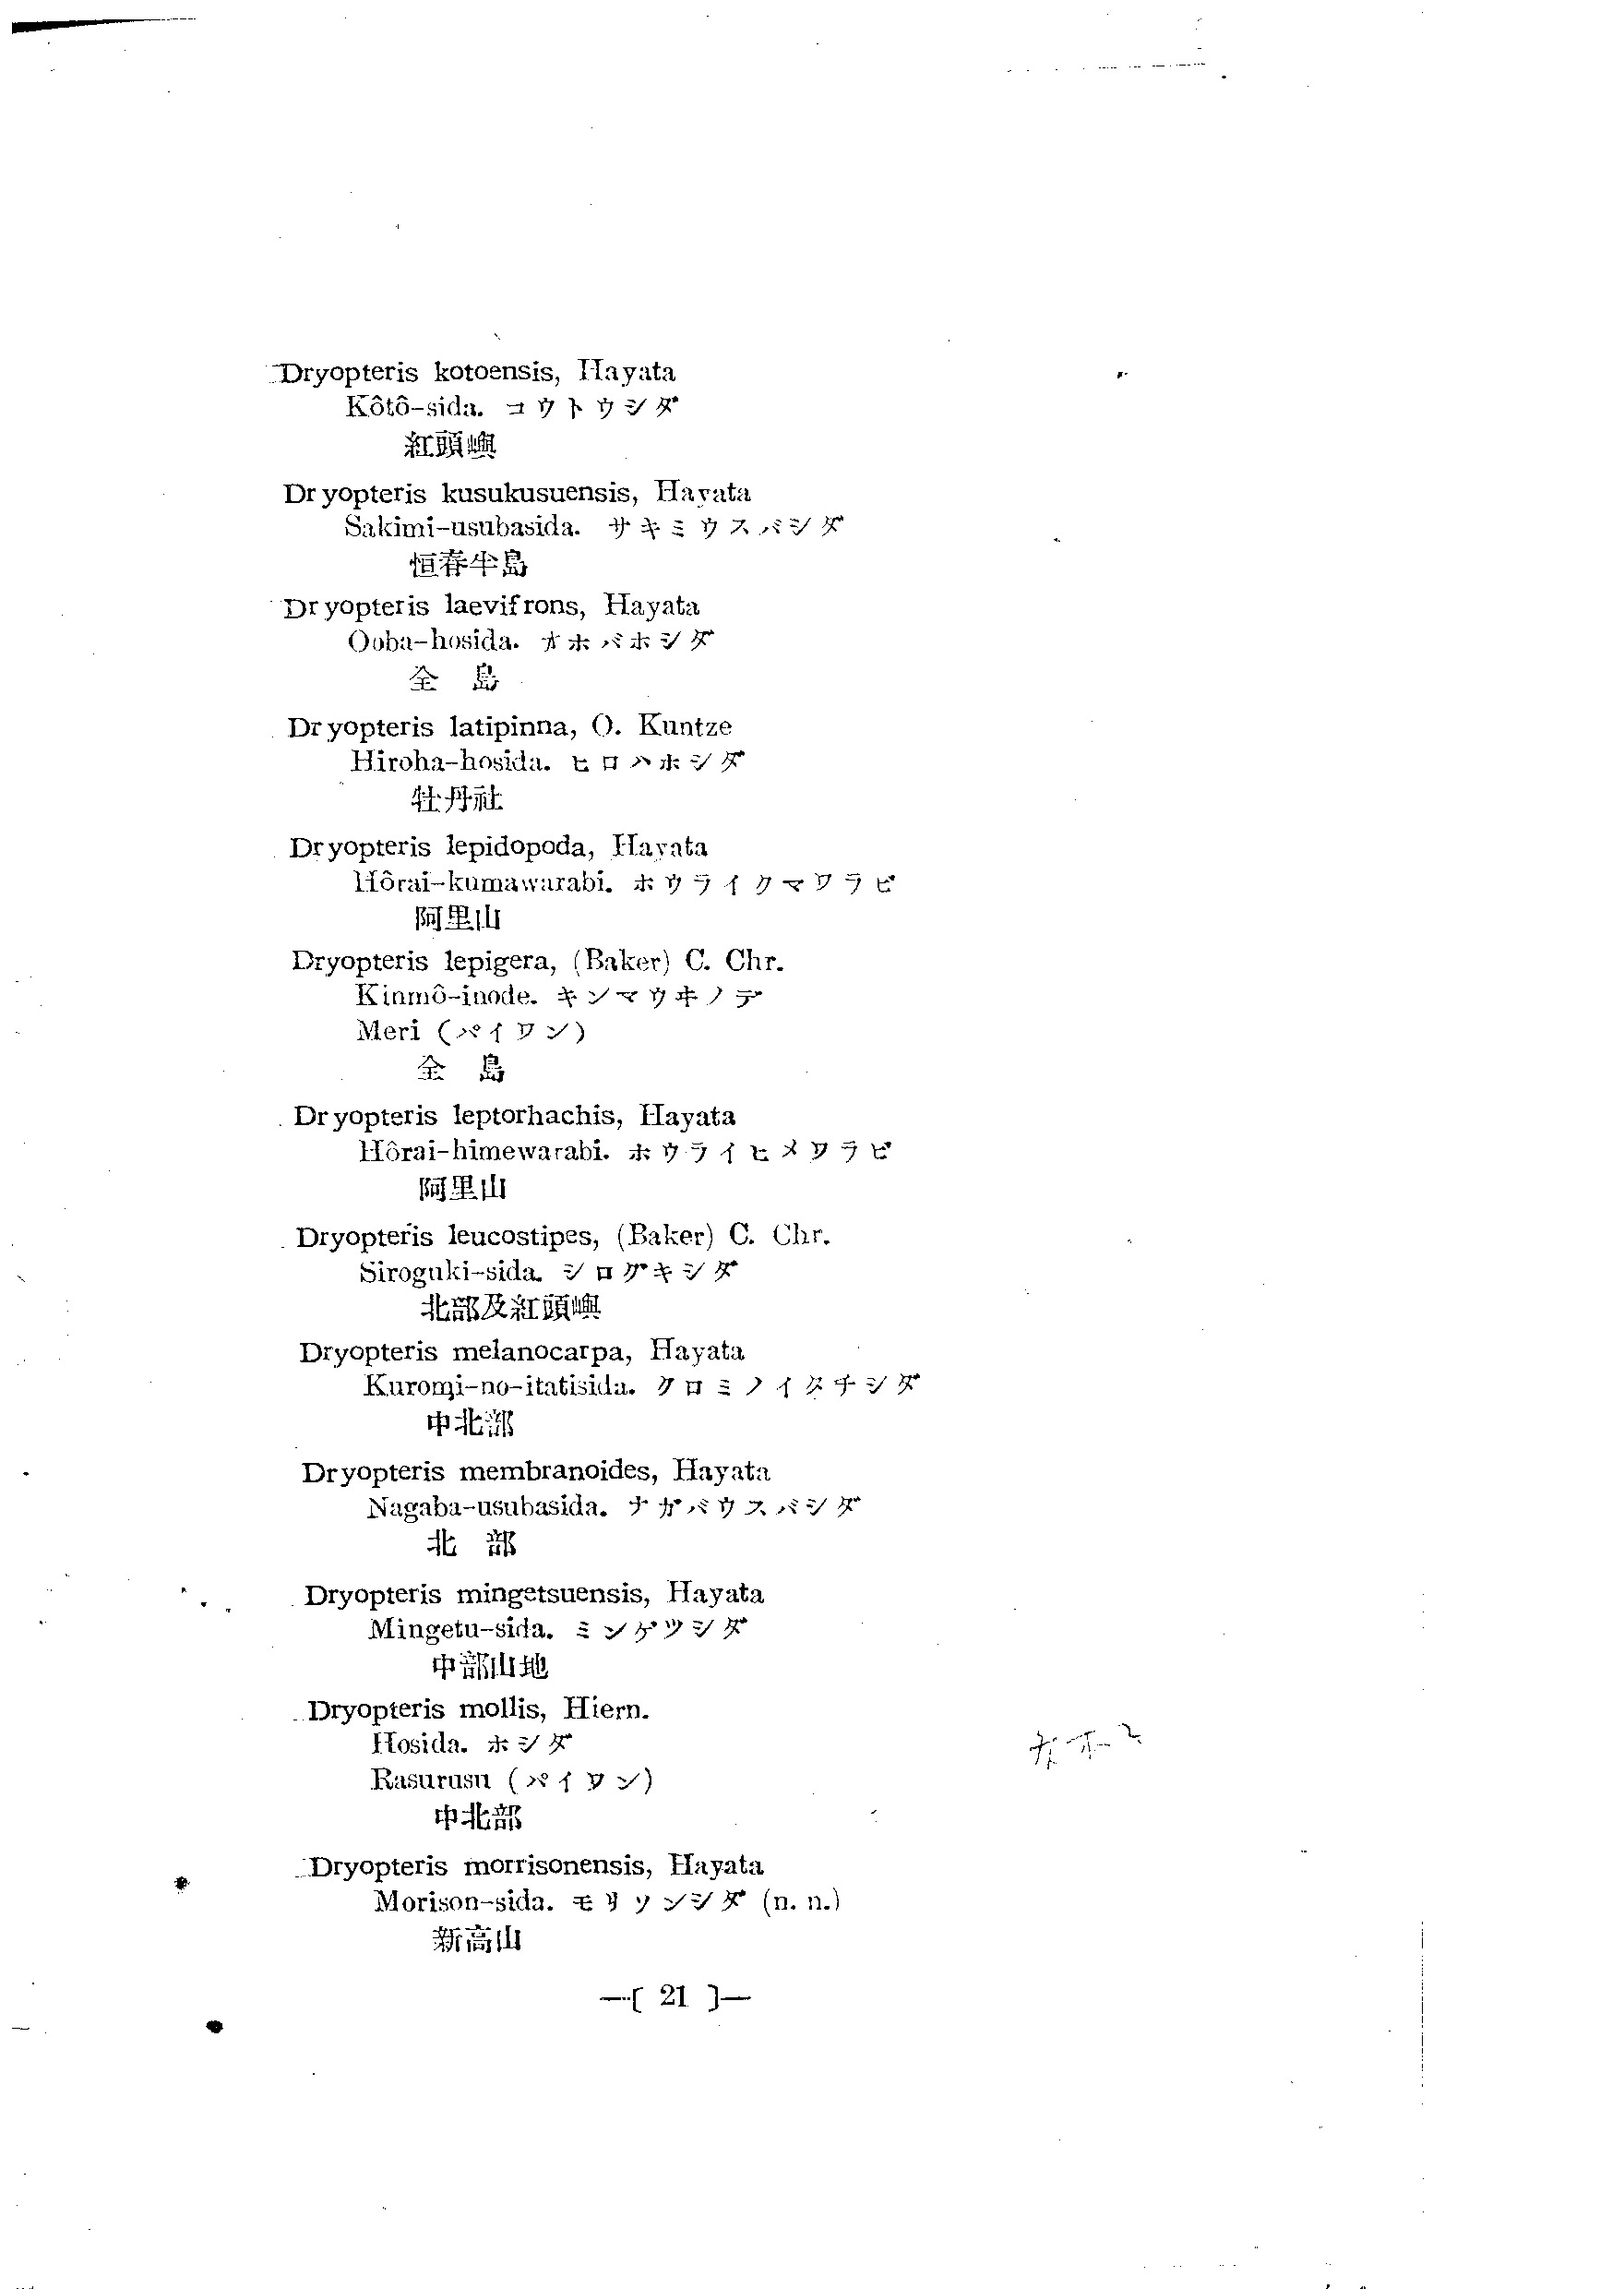 Dryopteris kotoensis, Hayata
Kôtô-sida. コウトウシダ
紅頭嶼
Dryopteris kusukusuensis, Hayata
Sakimi-usubasida. サキミウスバシダ
恒春半島
Dryopteris laevifrons, Hayata
Ooba-hosida. オホバホシダ
全島
Dryopteris latipinna, O. Kuntze
Hiroha-hosida. ヒロハホシダ
牡丹社
Dryopteris lepidopoda, Hayata
Hôrai-kumawarabi. ホウライクマワラビ
阿里山
Dryopteris lepigera, (Baker) C. Chr.
Kinmô-inode. キンマウヰノデ
Meri (パイワン)
全島
Dryopteris leptorhachis, Hayata
Hôrai-himewarabi. ホウライヒメワラビ
阿里山
Dryopteris leucostipes, (Baker) C. Chr.
Siroguki-sida. シログキシダ
北部及紅頭嶼
Dryopteris melanocarpa, Hayata
Kuromi-no-itatisida. クロミノイタチシダ
中北部
Dryopteris membranoides, Hayata
Nagaba-usubasida. ナガバウスバシダ
北部
Dryopteris mingetsuensis, Hayata
Mingetu-sida. ミンゲツシダ
中部山地
Dryopteris mollis, Hiern.
Hosida. ホシダ
Rasurusu (パイワン)
中北部
Dryopteris morrisonensis, Hayata
Morison-sida. モリソンシダ (n. n.)
新高山
—[ 21 ]—